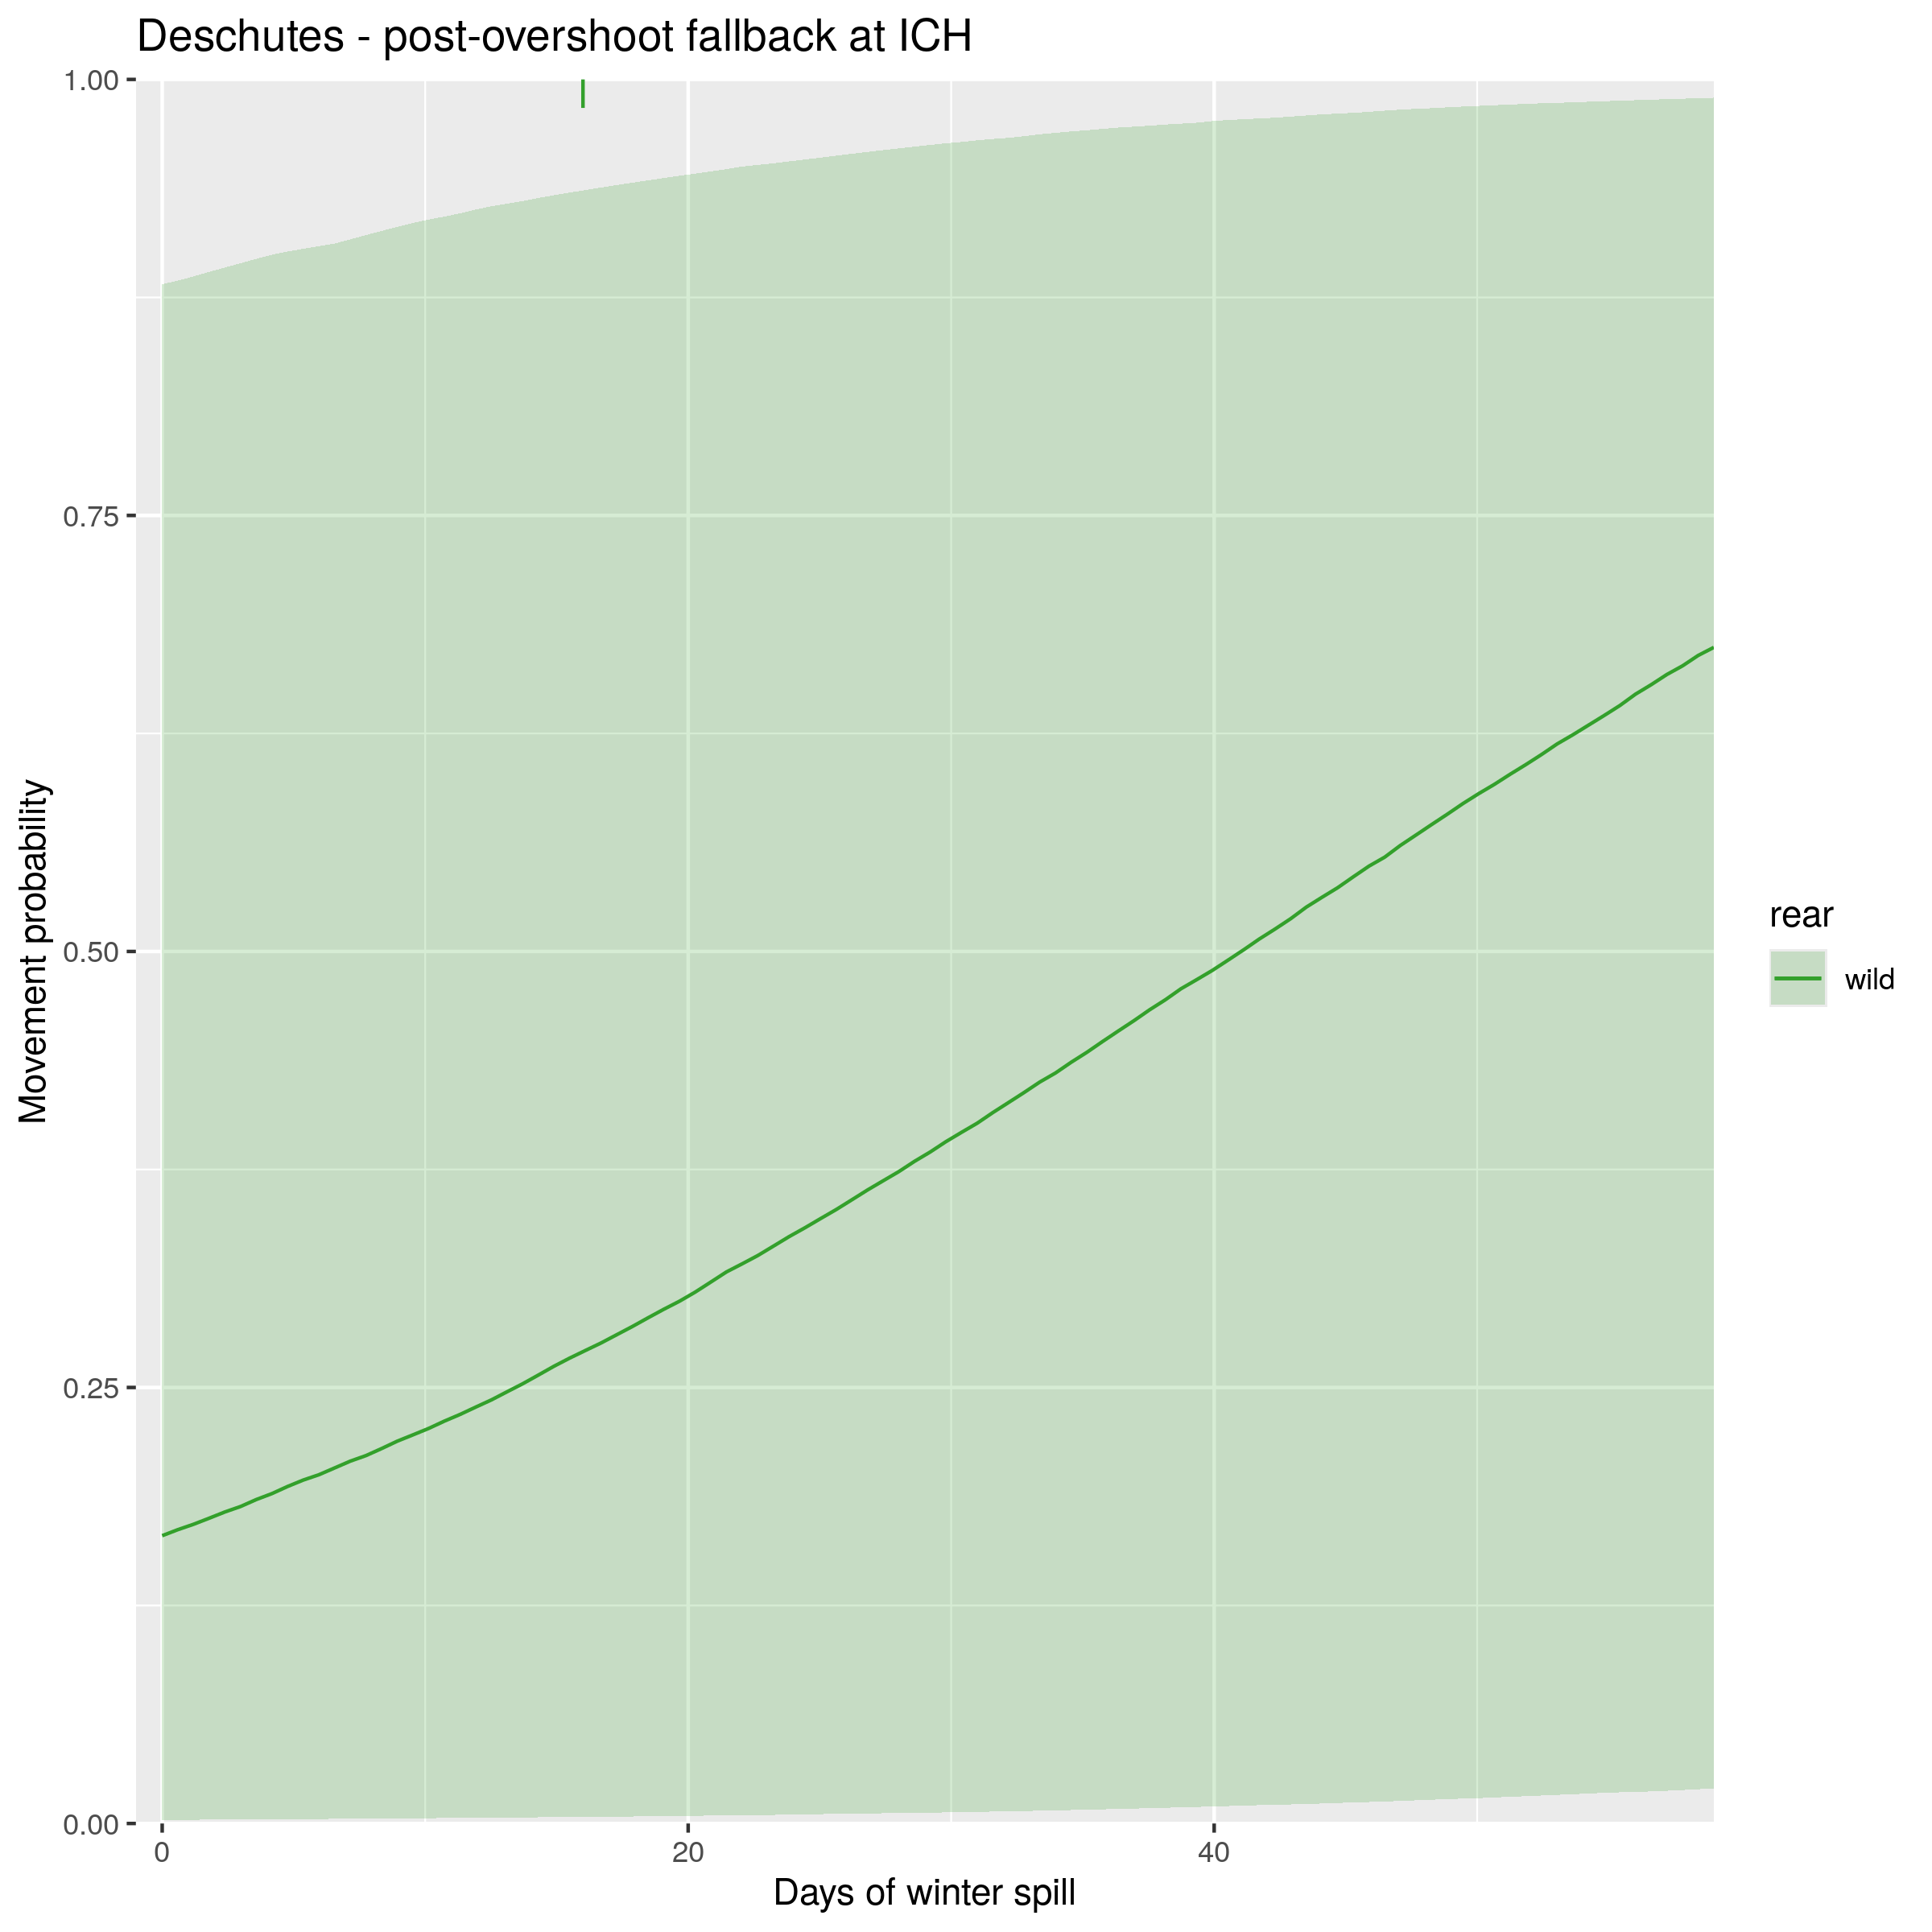 Deschutes - post-overshoot fallback at ICH
1.00
0.75
0.50
0.25
0.00
Movement probability
0
20
40
Days of winter spill
rear
wild